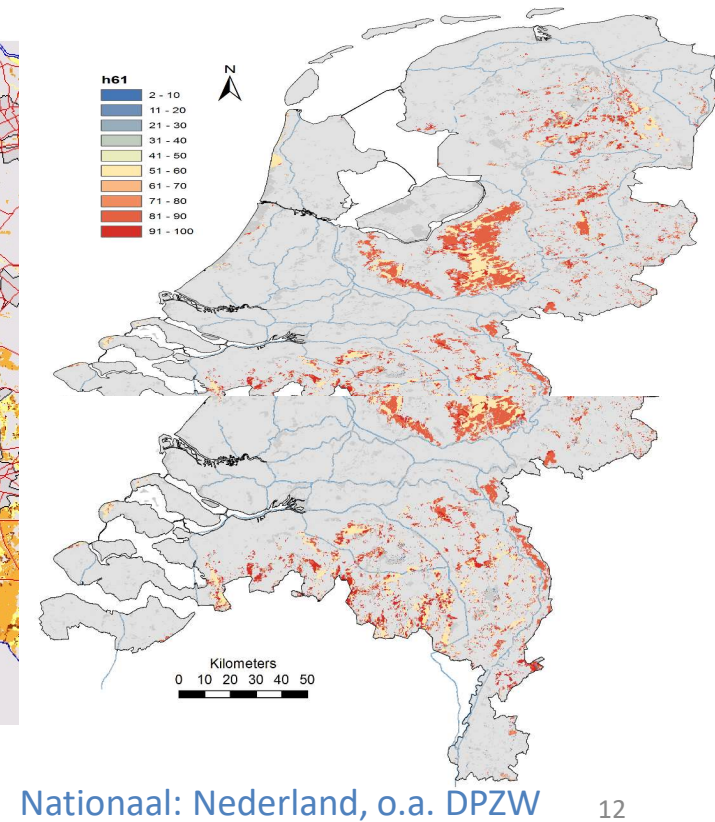 h61
N
2 - 10
11 - 20
21 - 30
31 - 40
41 - 50
51 - 60
61 - 70
71 - 80
81 - 90
91 - 100
Kilometers
0 10 20 30 40 50
Nationaal: Nederland, o.a. DPZW 12